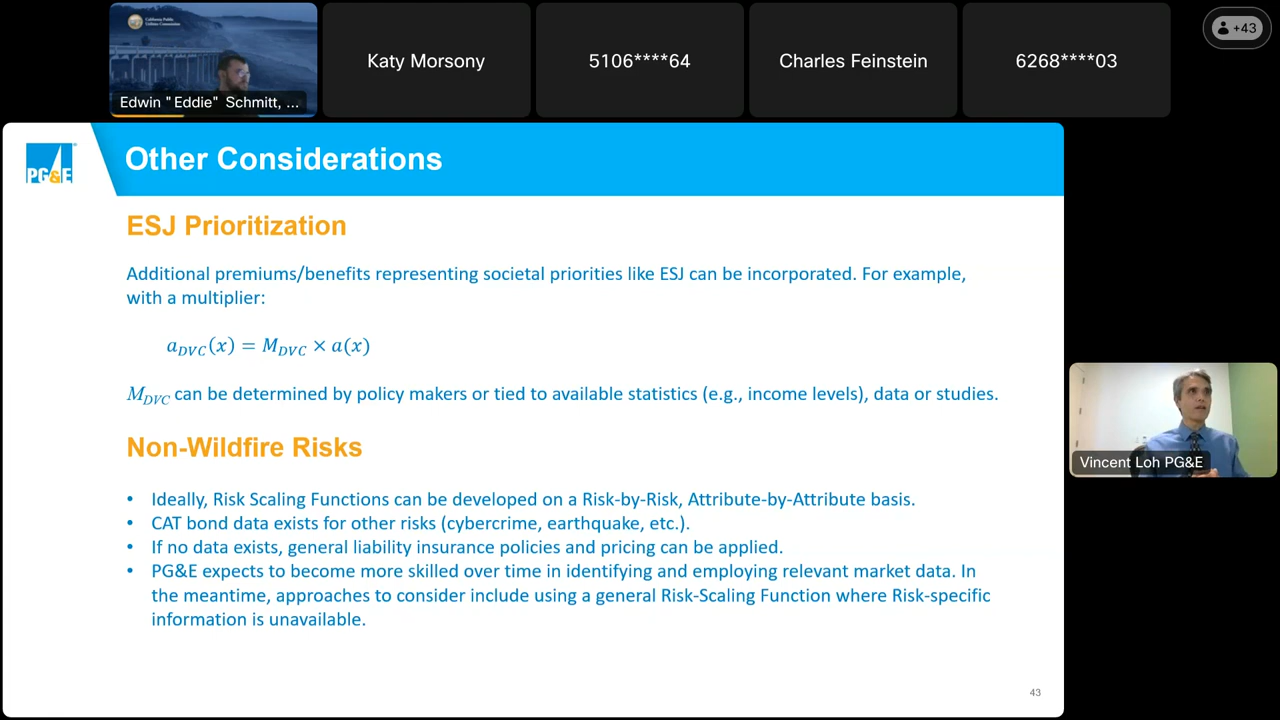 California Public
Utilities Commission
Edwin "Eddie" Schmitt, ...
Katy Morsony
5106****64
Charles Feinstein
6268****03
+43
PG&E
Other Considerations
ESJ Prioritization
Additional premiums/benefits representing societal priorities like ESJ can be incorporated. For example,
with a multiplier:
a_DVC(x) = M_DVC × a(x)
M_DVC can be determined by policy makers or tied to available statistics (e.g., income levels), data or studies.
Non-Wildfire Risks
• Ideally, Risk Scaling Functions can be developed on a Risk-by-Risk, Attribute-by-Attribute basis.
• CAT bond data exists for other risks (cybercrime, earthquake, etc.).
• If no data exists, general liability insurance policies and pricing can be applied.
• PG&E expects to become more skilled over time in identifying and employing relevant market data. In
the meantime, approaches to consider include using a general Risk-Scaling Function where Risk-specific
information is unavailable.
43
Vincent Loh PG&E